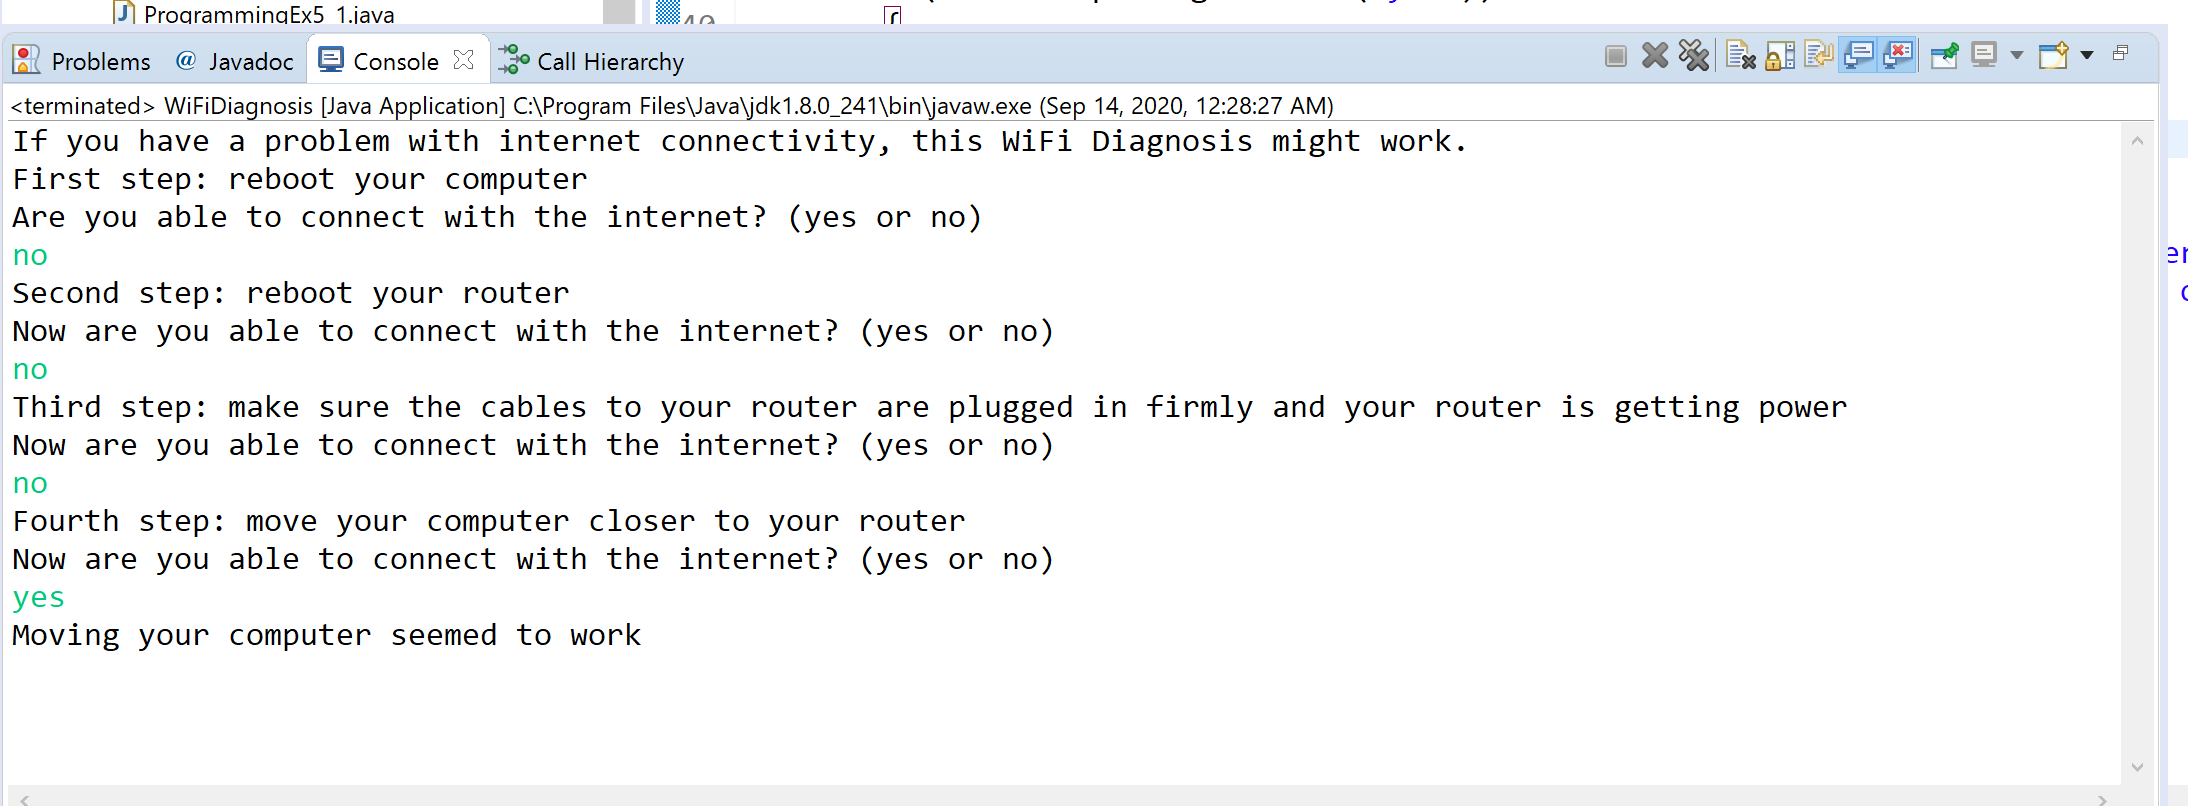 ProgrammingEx5_1.java
40
Problems @ Javadoc Console Call Hierarchy
<terminated> WiFiDiagnosis [Java Application] C:\Program Files\Java\jdk1.8.0_241\bin\javaw.exe (Sep 14, 2020, 12:28:27 AM)
If you have a problem with internet connectivity, this WiFi Diagnosis might work.
First step: reboot your computer
Are you able to connect with the internet? (yes or no)
no
Second step: reboot your router
Now are you able to connect with the internet? (yes or no)
no
Third step: make sure the cables to your router are plugged in firmly and your router is getting power
Now are you able to connect with the internet? (yes or no)
no
Fourth step: move your computer closer to your router
Now are you able to connect with the internet? (yes or no)
yes
Moving your computer seemed to work